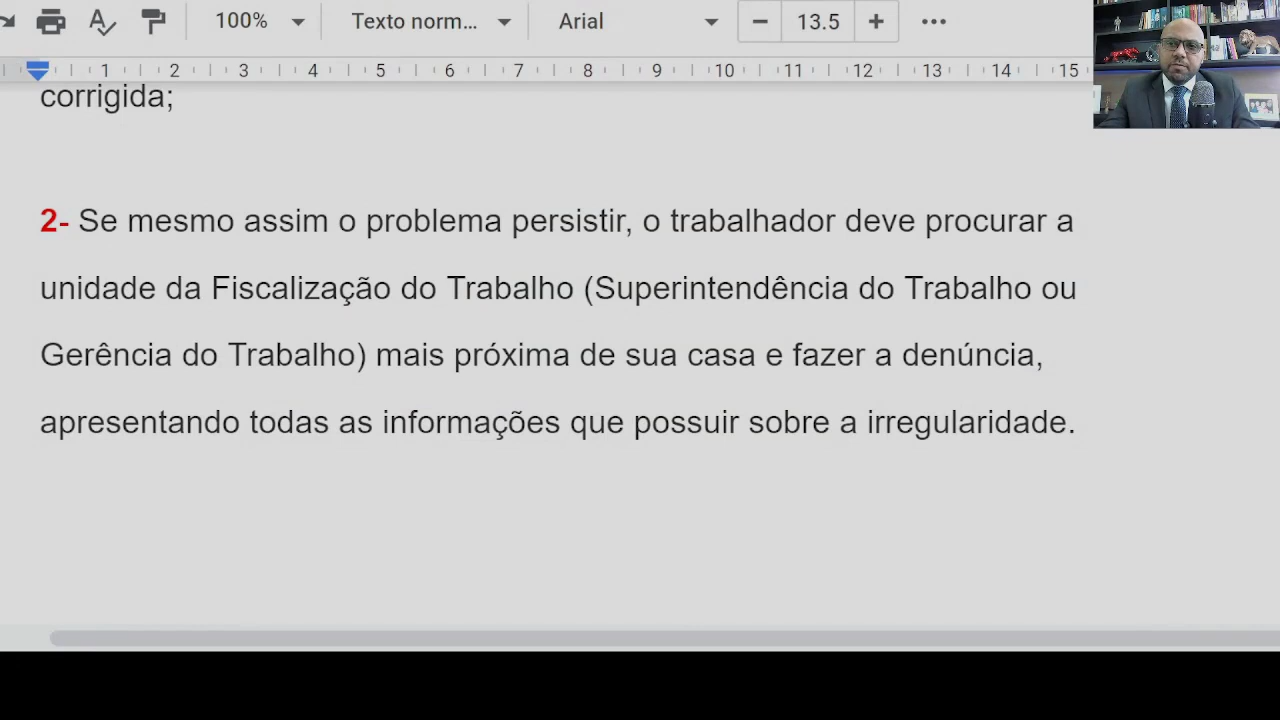 100% Texto norm... Arial 13.5
1 2 3 4 5 6 7 8 9 10 11 12 13 14 15
corrigida;
2- Se mesmo assim o problema persistir, o trabalhador deve procurar a
unidade da Fiscalização do Trabalho (Superintendência do Trabalho ou
Gerência do Trabalho) mais próxima de sua casa e fazer a denúncia,
apresentando todas as informações que possuir sobre a irregularidade.